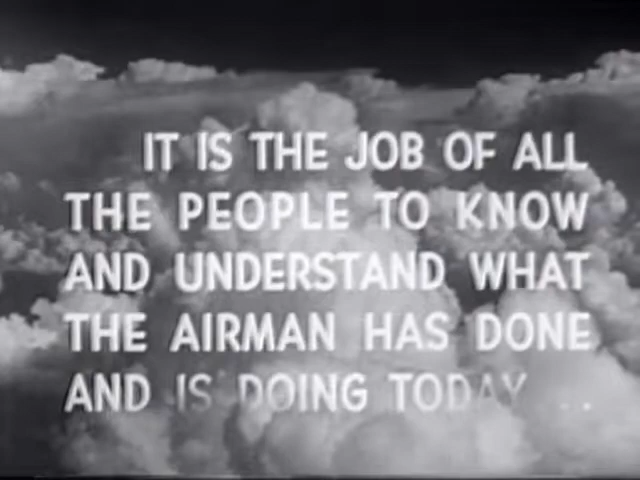 IT IS THE JOB OF ALL
THE PEOPLE TO KNOW
AND UNDERSTAND WHAT
THE AIRMAN HAS DONE
AND IS DOING TODAY . .